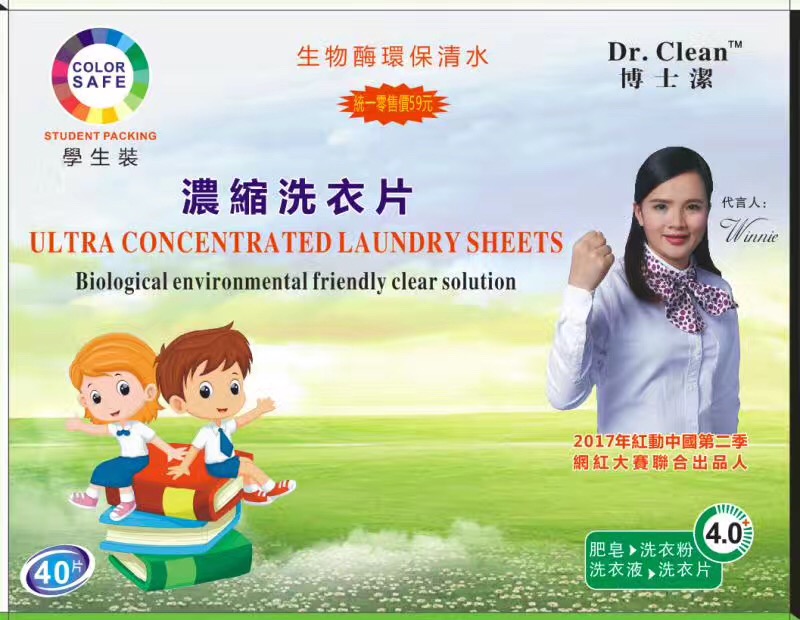 COLOR
SAFE
STUDENT PACKING
學生裝
生物酶環保清水
統一零售價59元
Dr. Clean™
博士潔
濃縮洗衣片
ULTRA CONCENTRATED LAUNDRY SHEETS
Biological environmental friendly clear solution
代言人：
Winnie
2017年紅動中國第二季
網紅大賽聯合出品人
4.0+
肥皂▶洗衣粉
洗衣液▶洗衣片
40片